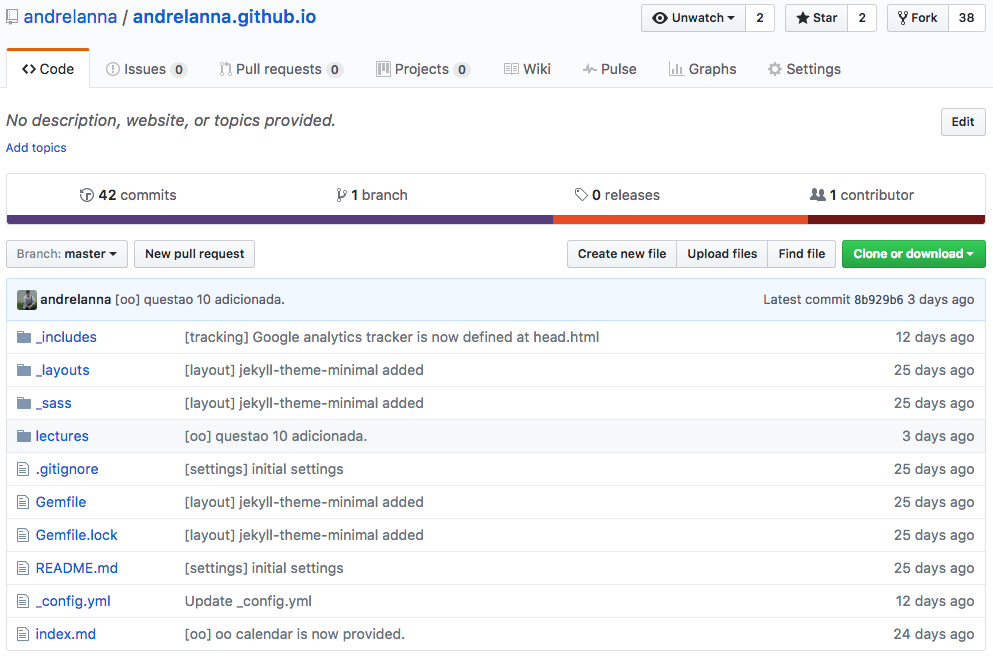 andrelanna / andrelanna.github.io Unwatch 2 Star 2 Fork 38
Code Issues 0 Pull requests 0 Projects 0 Wiki Pulse Graphs Settings
No description, website, or topics provided. Edit
Add topics
42 commits 1 branch 0 releases 1 contributor
Branch: master New pull request Create new file Upload files Find file Clone or download
andrelanna [oo] questao 10 adicionada. Latest commit 8b929b6 3 days ago
_includes [tracking] Google analytics tracker is now defined at head.html 12 days ago
_layouts [layout] jekyll-theme-minimal added 25 days ago
_sass [layout] jekyll-theme-minimal added 25 days ago
lectures [oo] questao 10 adicionada. 3 days ago
.gitignore [settings] initial settings 25 days ago
Gemfile [layout] jekyll-theme-minimal added 25 days ago
Gemfile.lock [layout] jekyll-theme-minimal added 25 days ago
README.md [settings] initial settings 25 days ago
_config.yml Update _config.yml 12 days ago
index.md [oo] oo calendar is now provided. 24 days ago